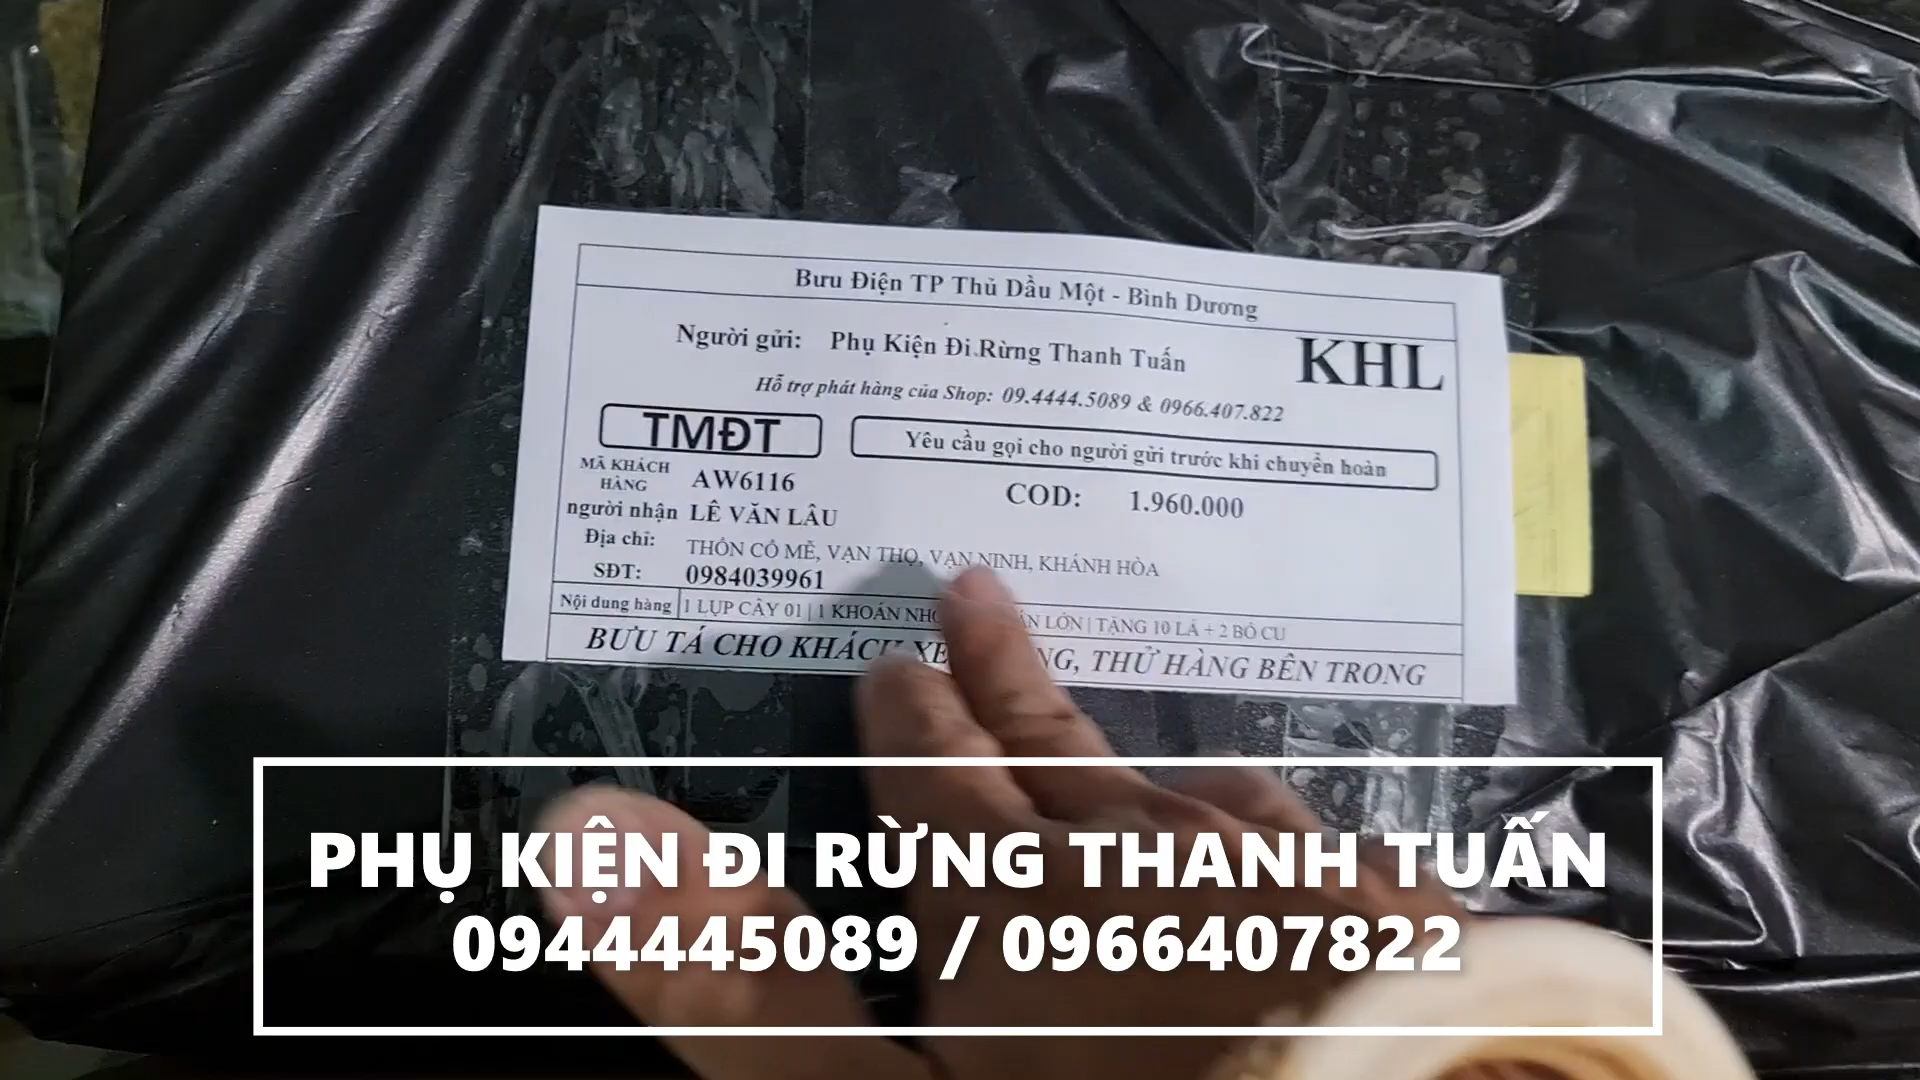 Bưu Điện TP Thủ Dầu Một - Bình Dương
Người gửi: Phụ Kiện Đi Rừng Thanh Tuấn
KHL
Hỗ trợ phát hàng của Shop: 09.4444.5089 & 0966.407.822
TMĐT
Yêu cầu gọi cho người gửi trước khi chuyển hoàn
MÃ KHÁCH HÀNG AW6116
COD: 1.960.000
người nhận LÊ VĂN LÂU
Địa chỉ: THÔN CỔ MÃ, VẠN THỌ, VẠN NINH, KHÁNH HÒA
SĐT: 0984039961
Nội dung hàng 1 LỤP CÂY 01 | 1 KHOÁN LỚN | TẶNG 10 LÁ + 2 BÔ CU
BƯU TÁ CHO KHÁCH THỬ HÀNG BÊN TRONG
PHỤ KIỆN ĐI RỪNG THANH TUẤN
0944445089 / 0966407822